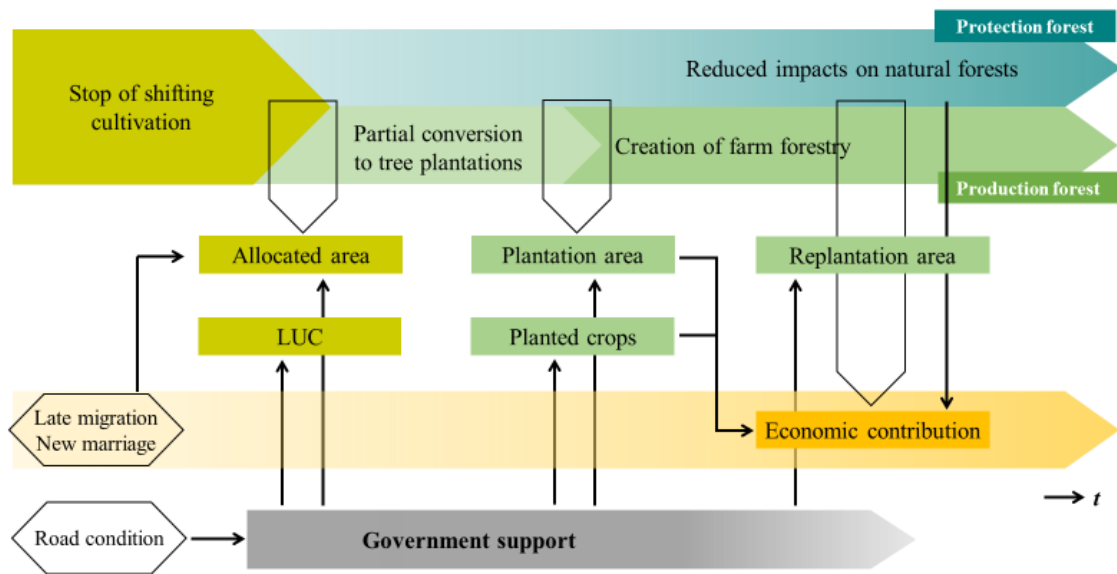 Protection forest
Stop of shifting
cultivation
Reduced impacts on natural forests
Partial conversion
to tree plantations
Creation of farm forestry
Production forest
Allocated area
Plantation area
Replantation area
LUC
Planted crops
Late migration
New marriage
Economic contribution
t
Road condition
Government support